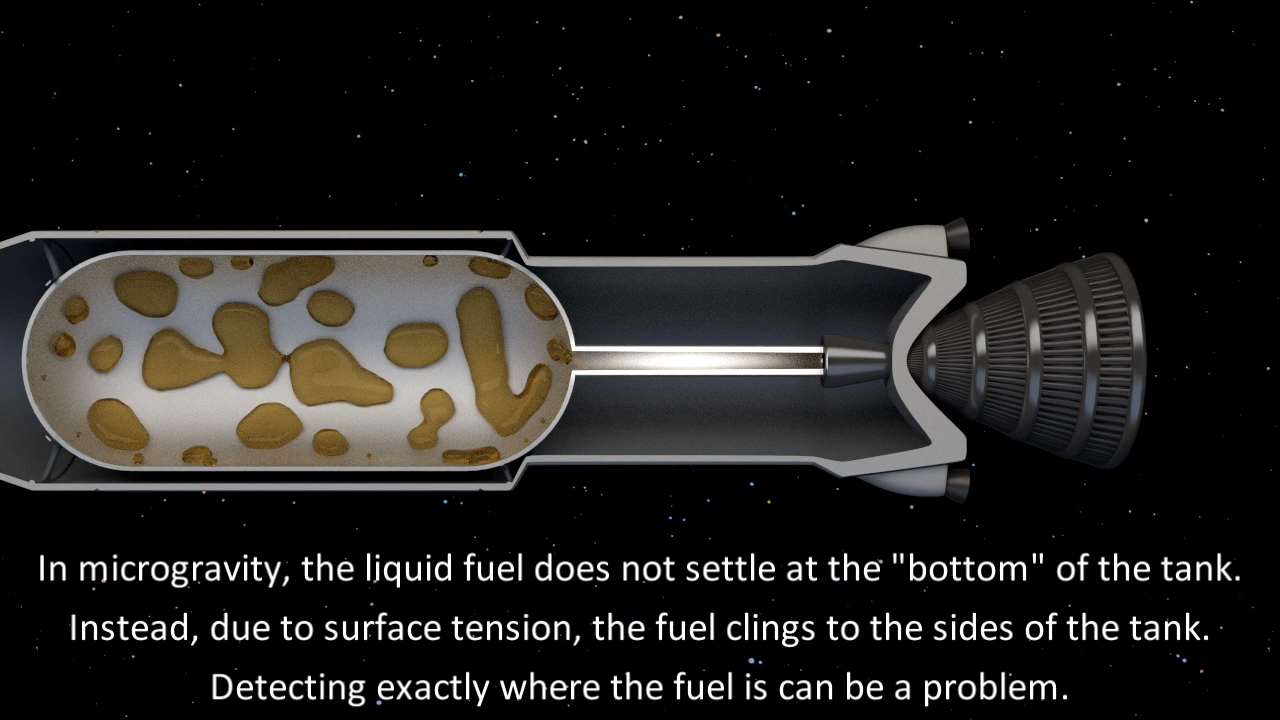 In microgravity, the liquid fuel does not settle at the "bottom" of the tank.
Instead, due to surface tension, the fuel clings to the sides of the tank.
Detecting exactly where the fuel is can be a problem.